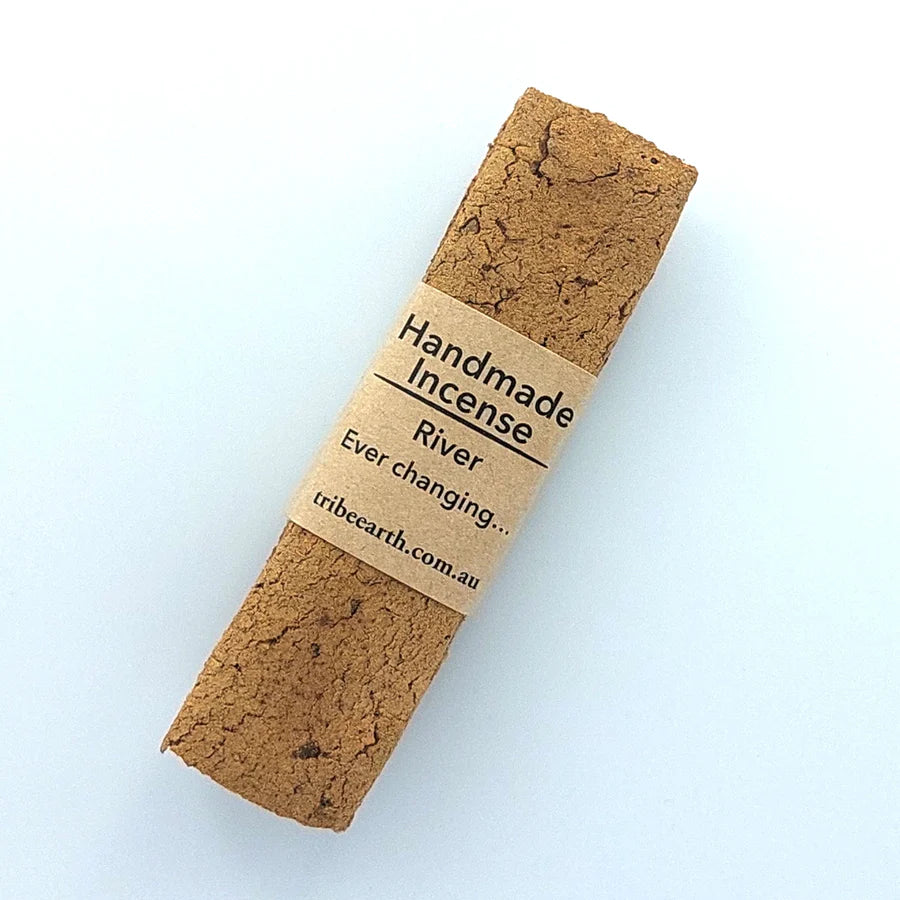 Handmade
Incense
River
Ever changing...
tribeearth.com.au